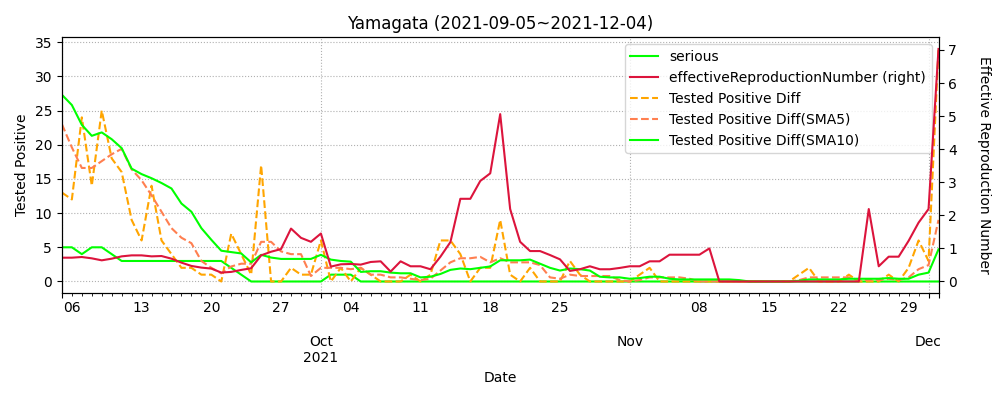 Yamagata (2021-09-05~2021-12-04)
serious
effectiveReproductionNumber (right)
Tested Positive Diff
Tested Positive Diff(SMA5)
Tested Positive Diff(SMA10)
Tested Positive
35
30
25
20
15
10
5
0
7
6
5
4
3
2
1
0
Effective Reproduction Number
06 13 20 27 04 11 18 25 08 15 22 29
Oct Nov Dec
2021
Date